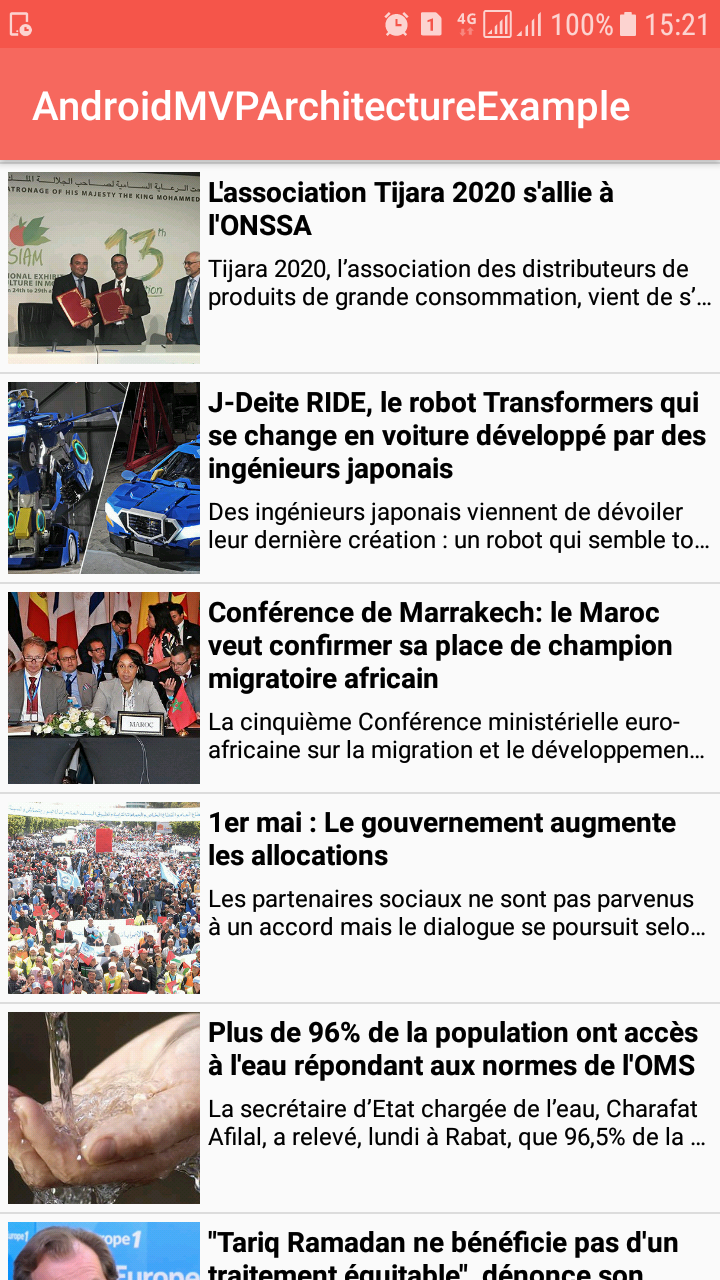 1
4G
100%
15:21
AndroidMVPArchitectureExample
PATRONAGE OF HIS MAJESTY THE KING MOHAMMED
13th
SIAM
L'association Tijara 2020 s'allie à
l'ONSSA
Tijara 2020, l’association des distributeurs de
produits de grande consommation, vient de s’…
J-Deite RIDE, le robot Transformers qui
se change en voiture développé par des
ingénieurs japonais
Des ingénieurs japonais viennent de dévoiler
leur dernière création : un robot qui semble to…
MAROC
Conférence de Marrakech: le Maroc
veut confirmer sa place de champion
migratoire africain
La cinquième Conférence ministérielle euro-
africaine sur la migration et le développemen…
1er mai : Le gouvernement augmente
les allocations
Les partenaires sociaux ne sont pas parvenus
à un accord mais le dialogue se poursuit selo…
Plus de 96% de la population ont accès
à l'eau répondant aux normes de l'OMS
La secrétaire d’Etat chargée de l’eau, Charafat
Afilal, a relevé, lundi à Rabat, que 96,5% de la …
"Tariq Ramadan ne bénéficie pas d'un
traitement équitable", dénonce son